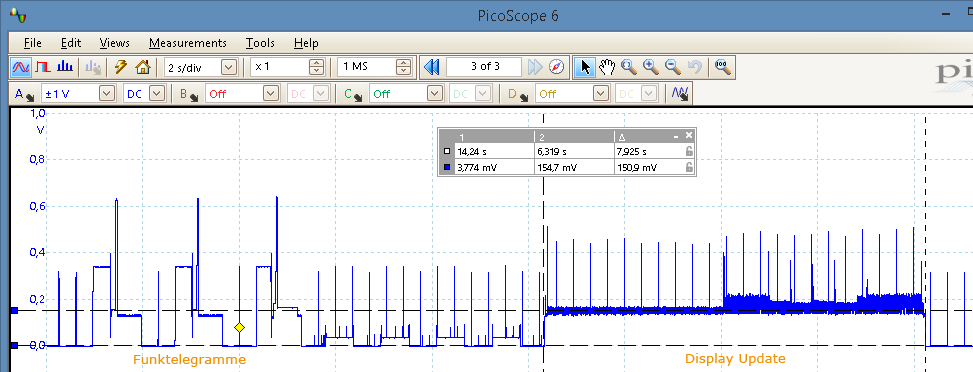 PicoScope 6
File Edit Views Measurements Tools Help
2 s/div x 1 1 MS 3 of 3
A ±1 V DC B Off DC C Off DC D Off DC
pi
1,0
V
0,8
0,6
0,4
0,2
0,0
1 2 Δ
14,24 s 6,319 s 7,925 s
3,774 mV 154,7 mV 150,9 mV
Funktelegramme
Display Update